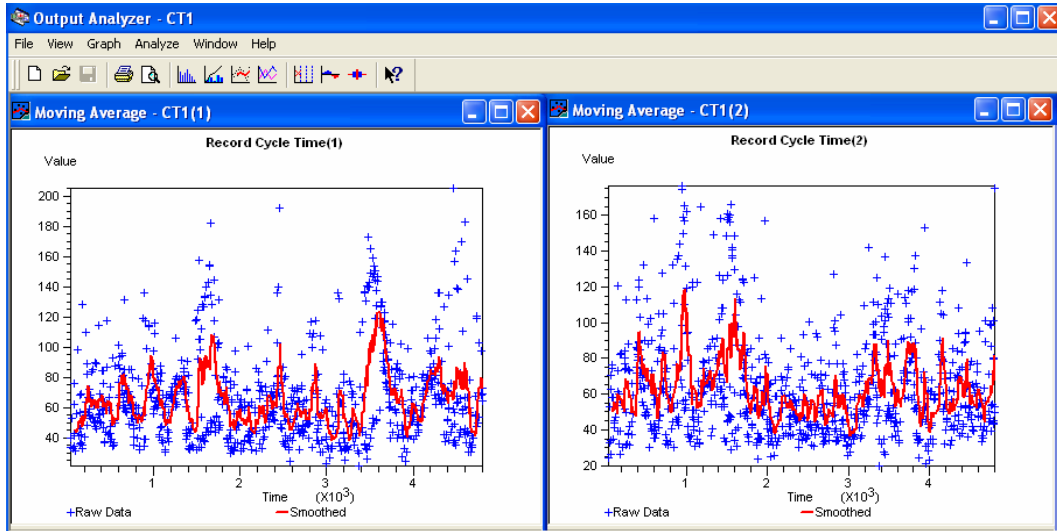 Output Analyzer - CT1
File View Graph Analyze Window Help
Moving Average - CT1(1)
Record Cycle Time(1)
Value
200
180
160
140
120
100
80
60
40
1 2 3 4
Time (X10³)
+Raw Data — Smoothed
Moving Average - CT1(2)
Record Cycle Time(2)
Value
160
140
120
100
80
60
40
20
1 2 3 4
Time (X10³)
+Raw Data — Smoothed